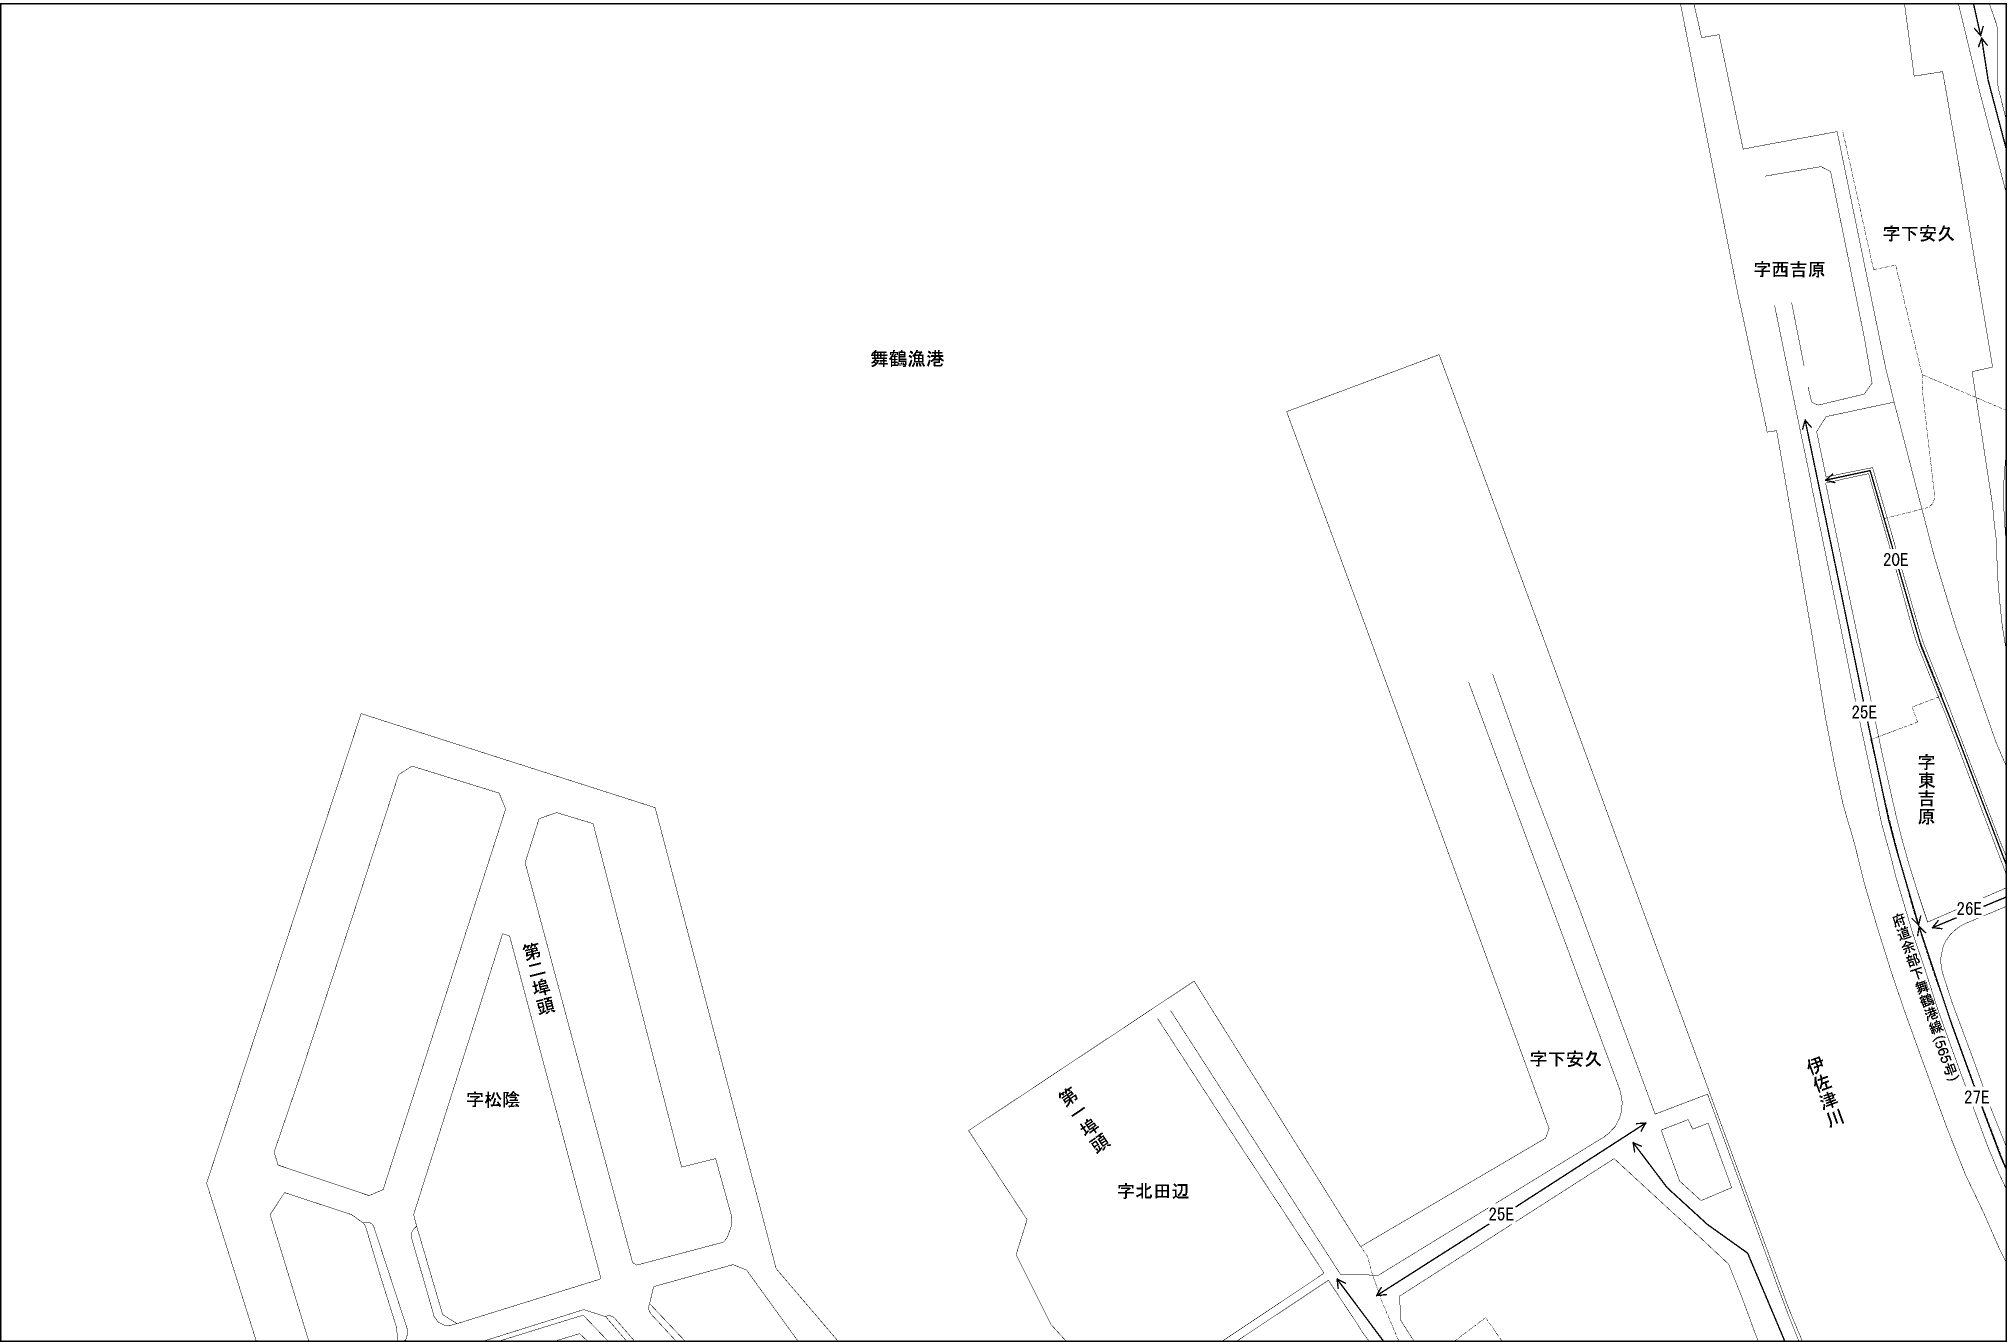 字下安久
字西吉原
舞鶴漁港
20E
25E
字東吉原
26E
府道余部下舞鶴港線(565号)
第二埠頭
字下安久
伊佐津川
第一埠頭
27E
字松陰
字北田辺
25E